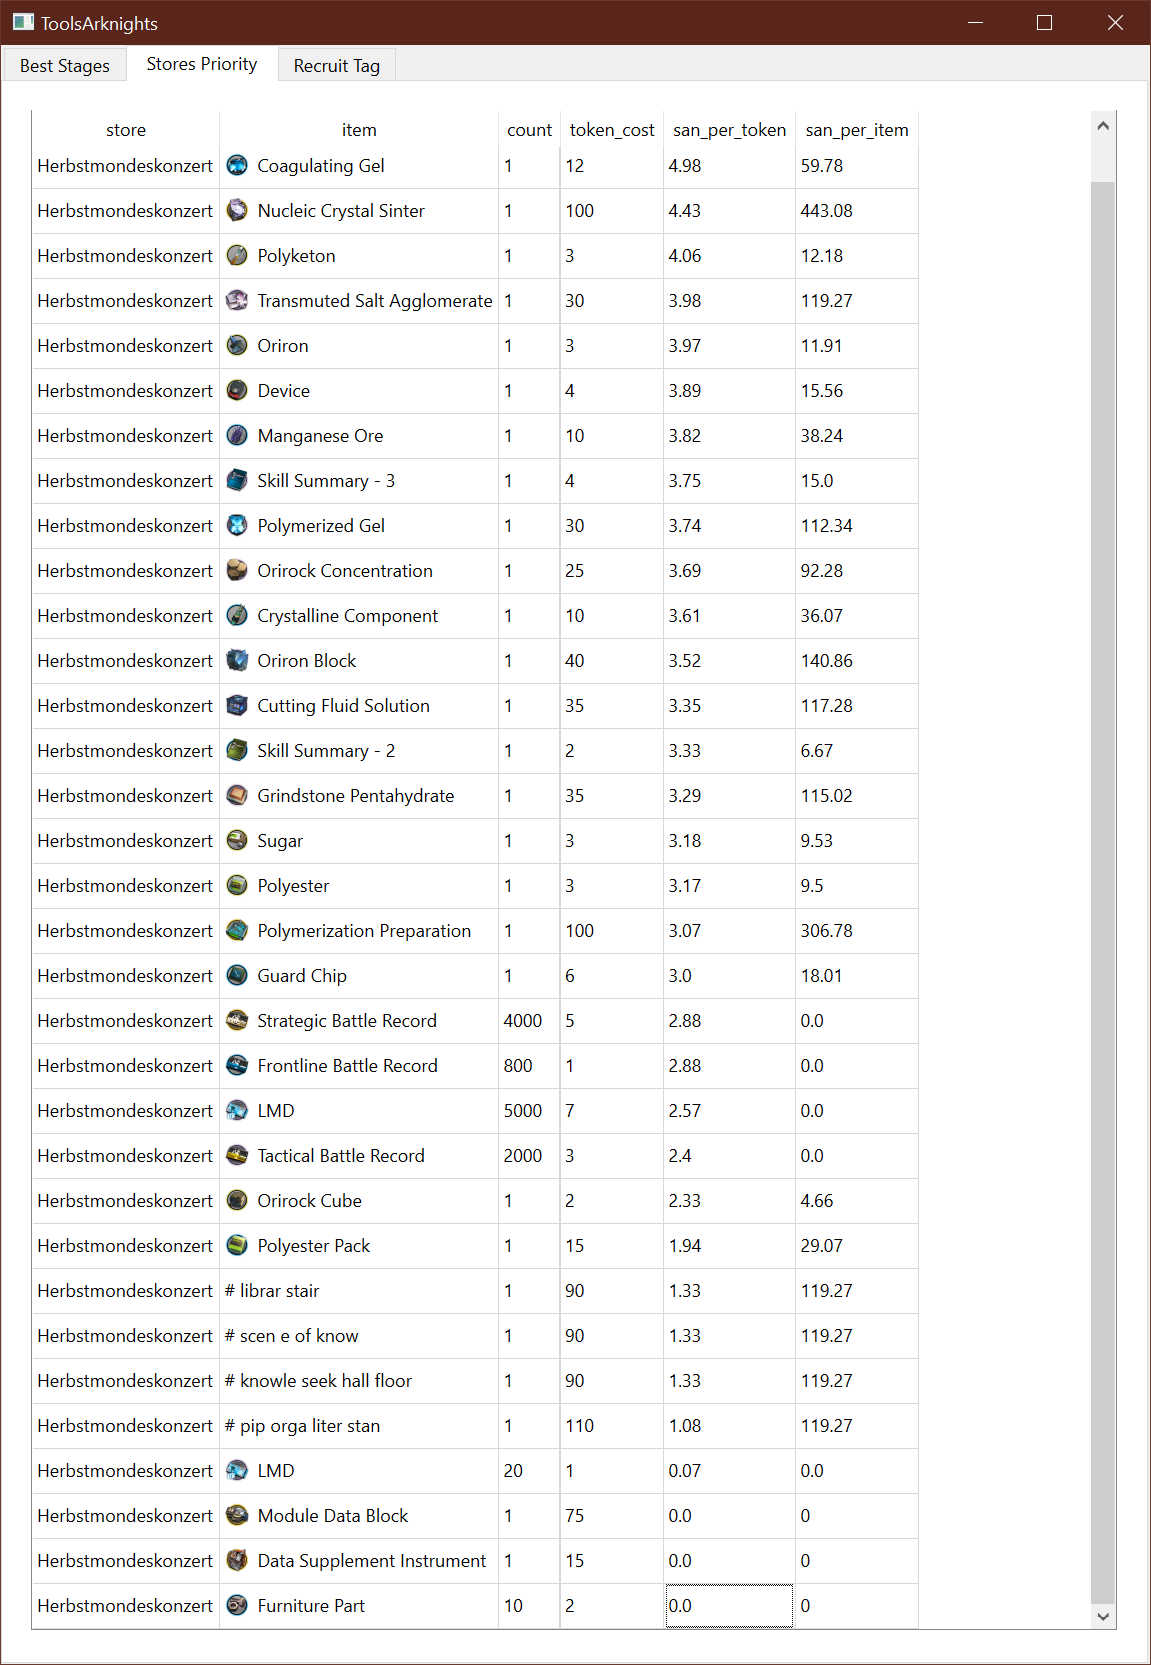 ToolsArknights
Best Stages Stores Priority Recruit Tag
store item count token_cost san_per_token san_per_item
Herbstmondeskonzert Coagulating Gel 1 12 4.98 59.78
Herbstmondeskonzert Nucleic Crystal Sinter 1 100 4.43 443.08
Herbstmondeskonzert Polyketon 1 3 4.06 12.18
Herbstmondeskonzert Transmuted Salt Agglomerate 1 30 3.98 119.27
Herbstmondeskonzert Oriron 1 3 3.97 11.91
Herbstmondeskonzert Device 1 4 3.89 15.56
Herbstmondeskonzert Manganese Ore 1 10 3.82 38.24
Herbstmondeskonzert Skill Summary - 3 1 4 3.75 15.0
Herbstmondeskonzert Polymerized Gel 1 30 3.74 112.34
Herbstmondeskonzert Orirock Concentration 1 25 3.69 92.28
Herbstmondeskonzert Crystalline Component 1 10 3.61 36.07
Herbstmondeskonzert Oriron Block 1 40 3.52 140.86
Herbstmondeskonzert Cutting Fluid Solution 1 35 3.35 117.28
Herbstmondeskonzert Skill Summary - 2 1 2 3.33 6.67
Herbstmondeskonzert Grindstone Pentahydrate 1 35 3.29 115.02
Herbstmondeskonzert Sugar 1 3 3.18 9.53
Herbstmondeskonzert Polyester 1 3 3.17 9.5
Herbstmondeskonzert Polymerization Preparation 1 100 3.07 306.78
Herbstmondeskonzert Guard Chip 1 6 3.0 18.01
Herbstmondeskonzert Strategic Battle Record 4000 5 2.88 0.0
Herbstmondeskonzert Frontline Battle Record 800 1 2.88 0.0
Herbstmondeskonzert LMD 5000 7 2.57 0.0
Herbstmondeskonzert Tactical Battle Record 2000 3 2.4 0.0
Herbstmondeskonzert Orirock Cube 1 2 2.33 4.66
Herbstmondeskonzert Polyester Pack 1 15 1.94 29.07
Herbstmondeskonzert # librar stair 1 90 1.33 119.27
Herbstmondeskonzert # scen e of know 1 90 1.33 119.27
Herbstmondeskonzert # knowle seek hall floor 1 90 1.33 119.27
Herbstmondeskonzert # pip orga liter stan 1 110 1.08 119.27
Herbstmondeskonzert LMD 20 1 0.07 0.0
Herbstmondeskonzert Module Data Block 1 75 0.0 0
Herbstmondeskonzert Data Supplement Instrument 1 15 0.0 0
Herbstmondeskonzert Furniture Part 10 2 0.0 0